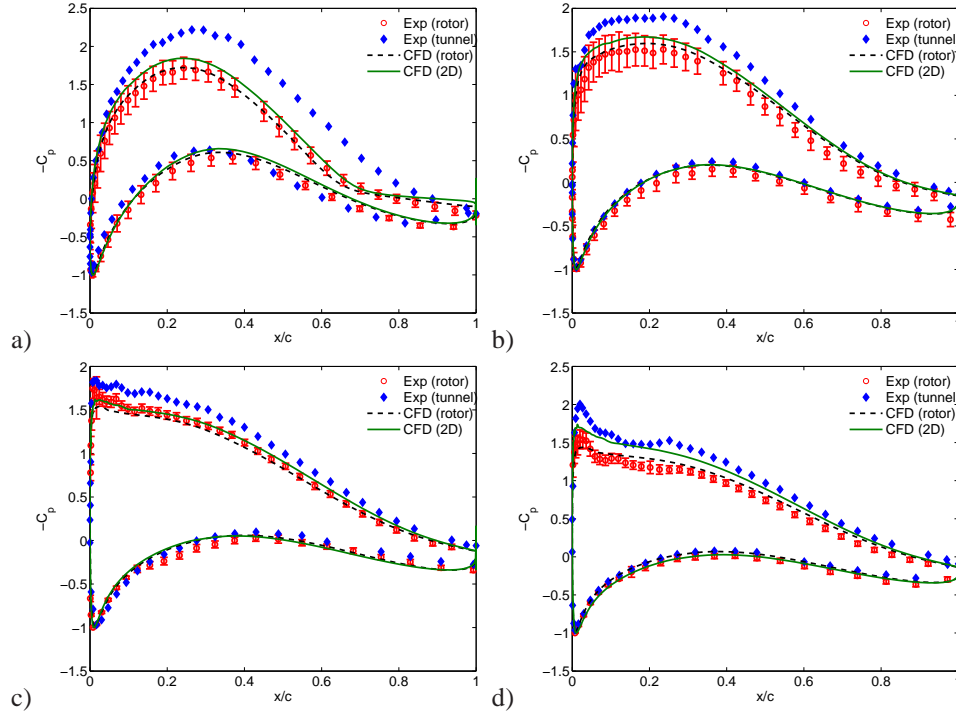 a)
2.5
2
1.5
1
0.5
0
−0.5
−1
−1.5
−C_p
0
0.2
0.4
0.6
0.8
1
x/c
Exp (rotor)
Exp (tunnel)
CFD (rotor)
CFD (2D)
b)
2
1.5
1
0.5
0
−0.5
−1
−1.5
−C_p
0
0.2
0.4
0.6
0.8
1
x/c
Exp (rotor)
Exp (tunnel)
CFD (rotor)
CFD (2D)
c)
2
1.5
1
0.5
0
−0.5
−1
−1.5
−C_p
0
0.2
0.4
0.6
0.8
1
x/c
Exp (rotor)
Exp (tunnel)
CFD (rotor)
CFD (2D)
d)
2.5
2
1.5
1
0.5
0
−0.5
−1
−1.5
−C_p
0
0.2
0.4
0.6
0.8
1
x/c
Exp (rotor)
Exp (tunnel)
CFD (rotor)
CFD (2D)